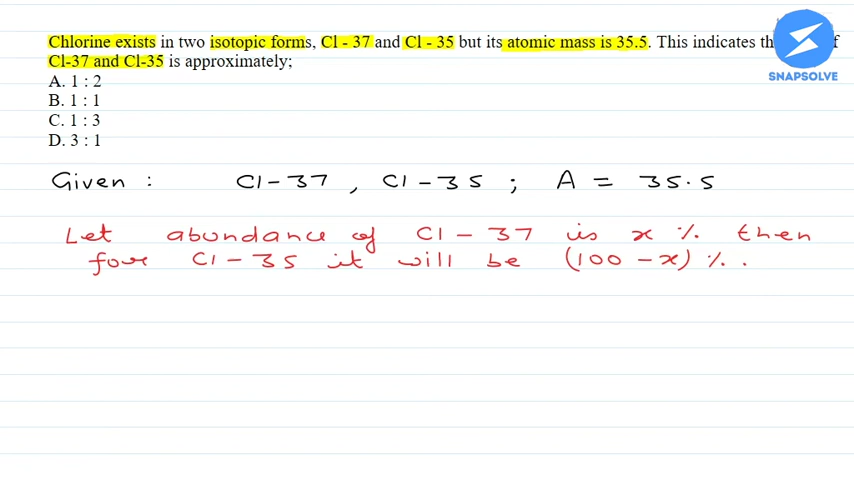 Chlorine exists in two isotopic forms, Cl - 37 and Cl - 35 but its atomic mass is 35.5. This indicates
SNAPSOLVE
Cl-37 and Cl-35 is approximately;
A. 1 : 2
B. 1 : 1
C. 1 : 3
D. 3 : 1
Given : Cl-37 , Cl-35 ; A = 35.5
Let abundance of Cl - 37 is x % then
for Cl - 35 it will be (100 - x) % .